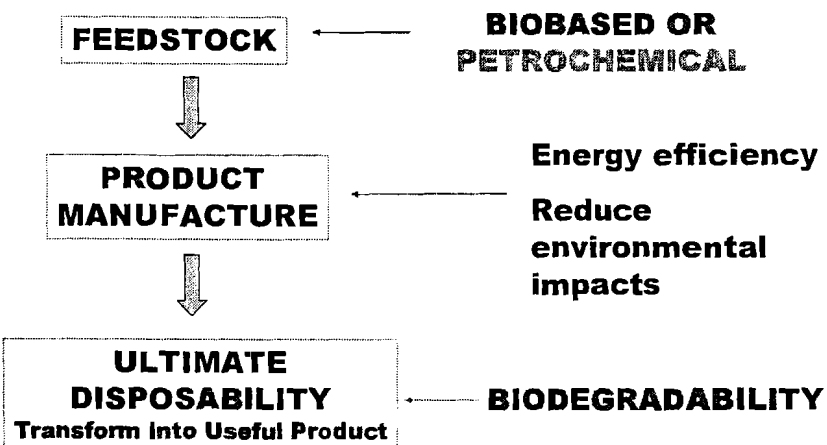 FEEDSTOCK
BIOBASED OR
PETROCHEMICAL
PRODUCT
MANUFACTURE
Energy efficiency
Reduce
environmental
impacts
ULTIMATE
DISPOSABILITY
Transform into Useful Product
BIODEGRADABILITY